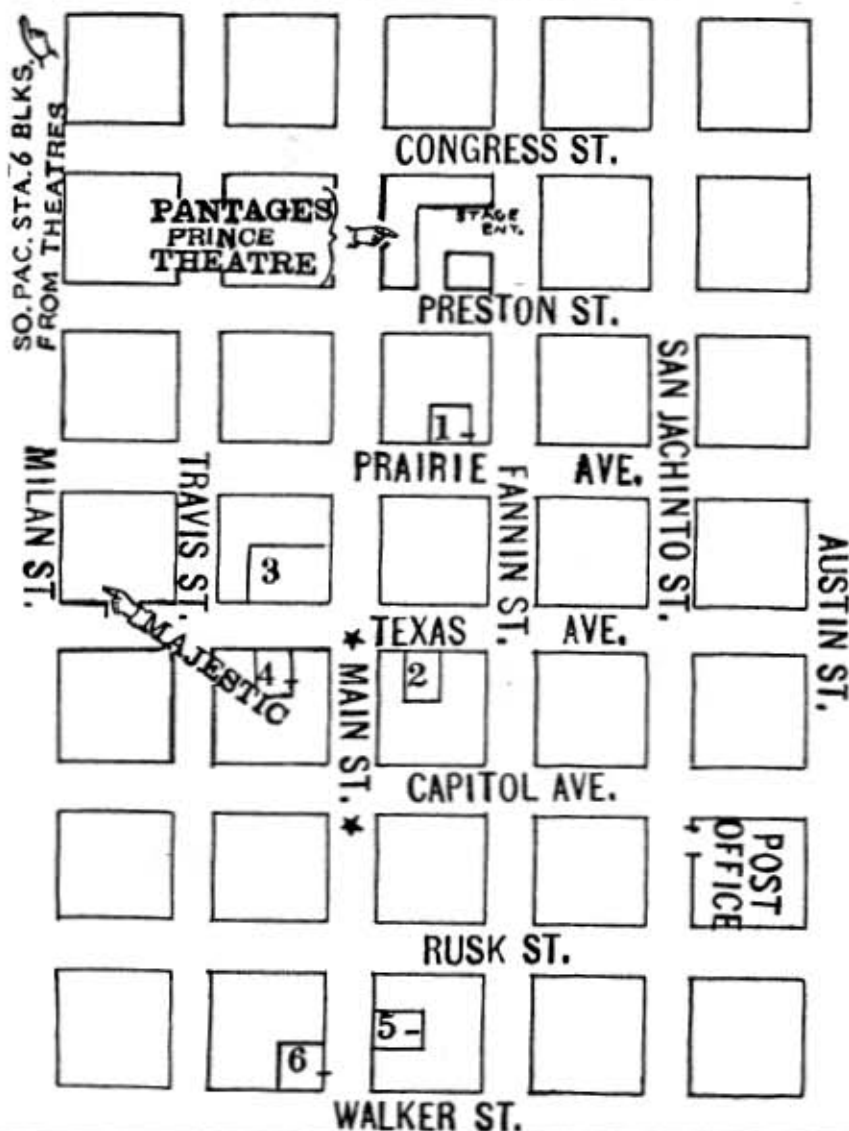 SO. PAC. STA. 6 BLKS.
FROM THEATRES
CONGRESS ST.
PANTAGES
PRINCE
THEATRE
STAGE
ENT.
PRESTON ST.
1
PRAIRIE AVE.
MILAN ST.
TRAVIS ST.
FANNIN ST.
SAN JACHINTO ST.
AUSTIN ST.
3
MAJESTIC
TEXAS AVE.
4
MAIN ST.
2
CAPITOL AVE.
POST
OFFICE
RUSK ST.
5
6
WALKER ST.